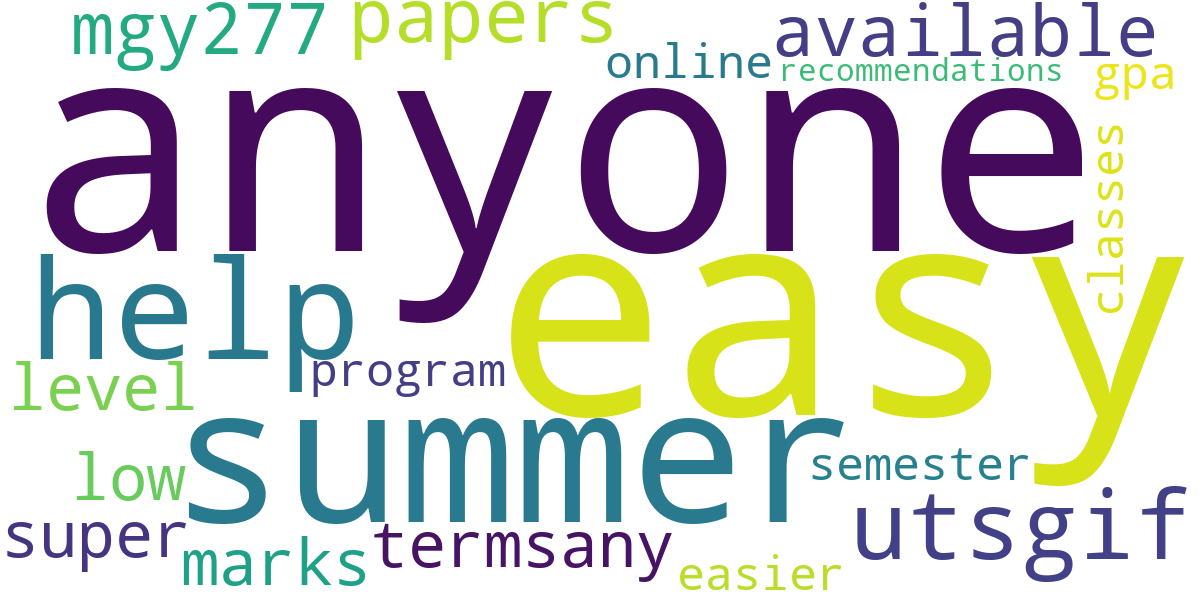 mgy277
papers
available
online
recommendations
gpa
anyone
classes
help
easy
level
program
summer
low
semester
super
marks
termsany
utsgif
easier